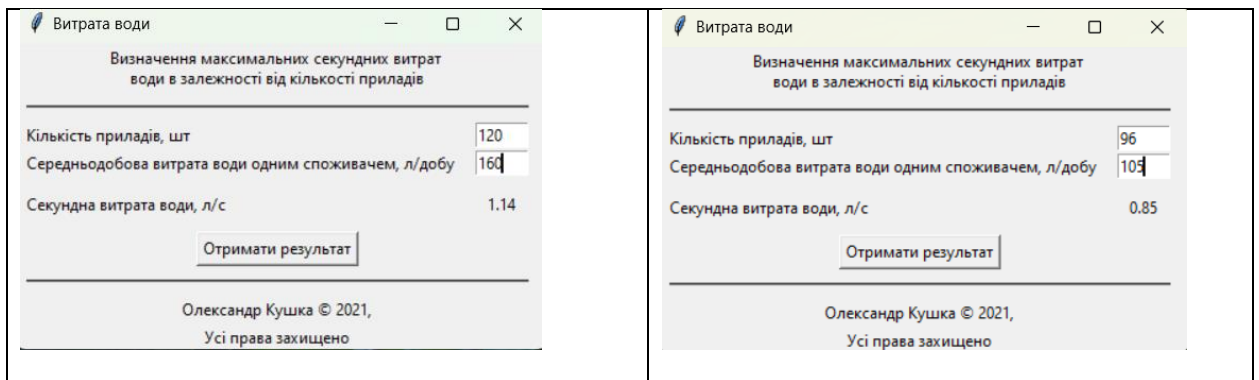 Витрата води
Визначення максимальних секундних витрат
води в залежності від кількості приладів
Кількість приладів, шт 120
Середньодобова витрата води одним споживачем, л/добу 160
Секундна витрата води, л/с 1.14
Отримати результат
Олександр Кушка © 2021,
Усі права захищено
Витрата води
Визначення максимальних секундних витрат
води в залежності від кількості приладів
Кількість приладів, шт 96
Середньодобова витрата води одним споживачем, л/добу 105
Секундна витрата води, л/с 0.85
Отримати результат
Олександр Кушка © 2021,
Усі права захищено